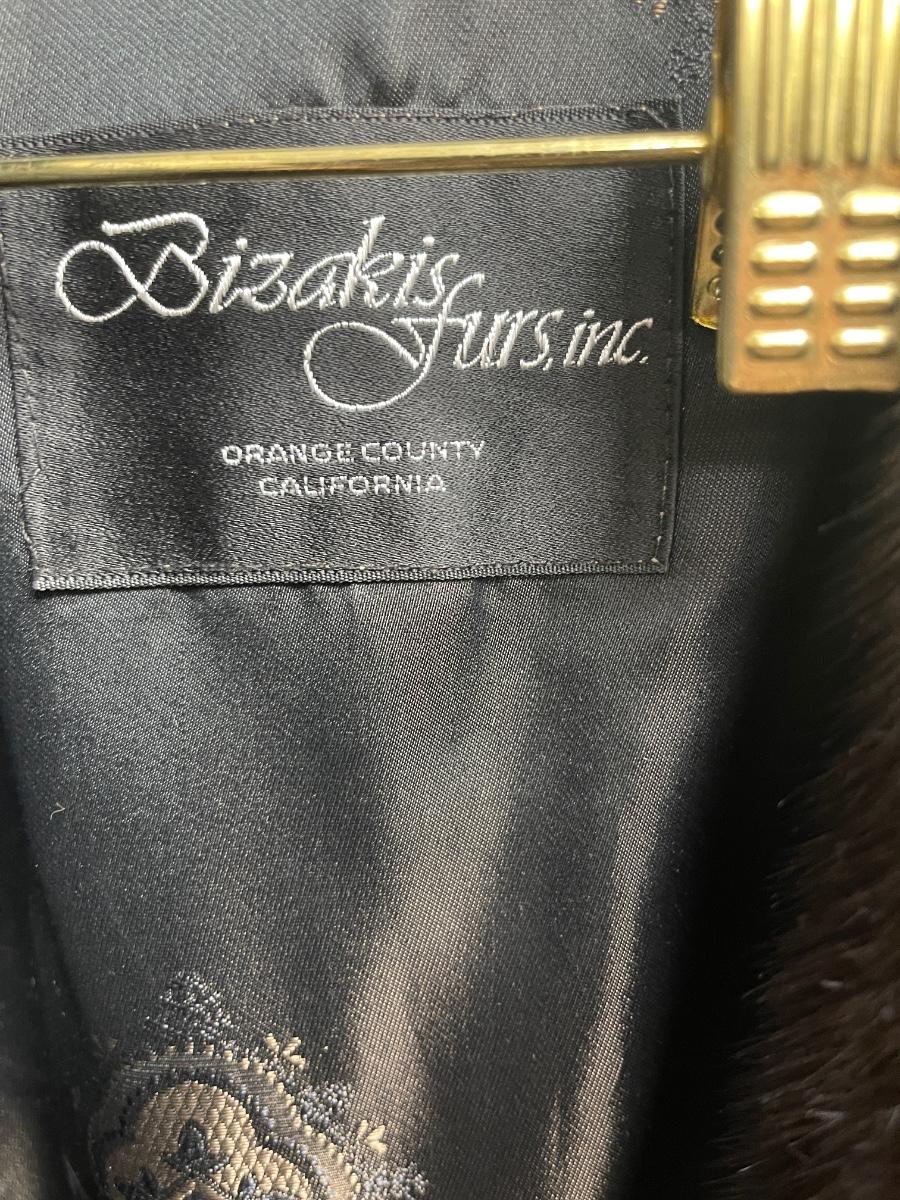 Bizakis
furs, inc.
ORANGE COUNTY
CALIFORNIA